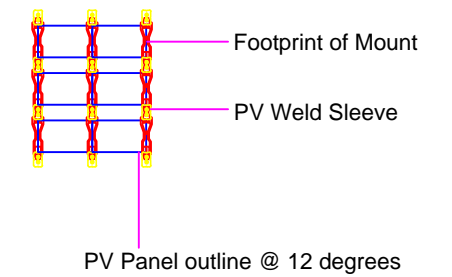 Footprint of Mount
PV Weld Sleeve
PV Panel outline @ 12 degrees